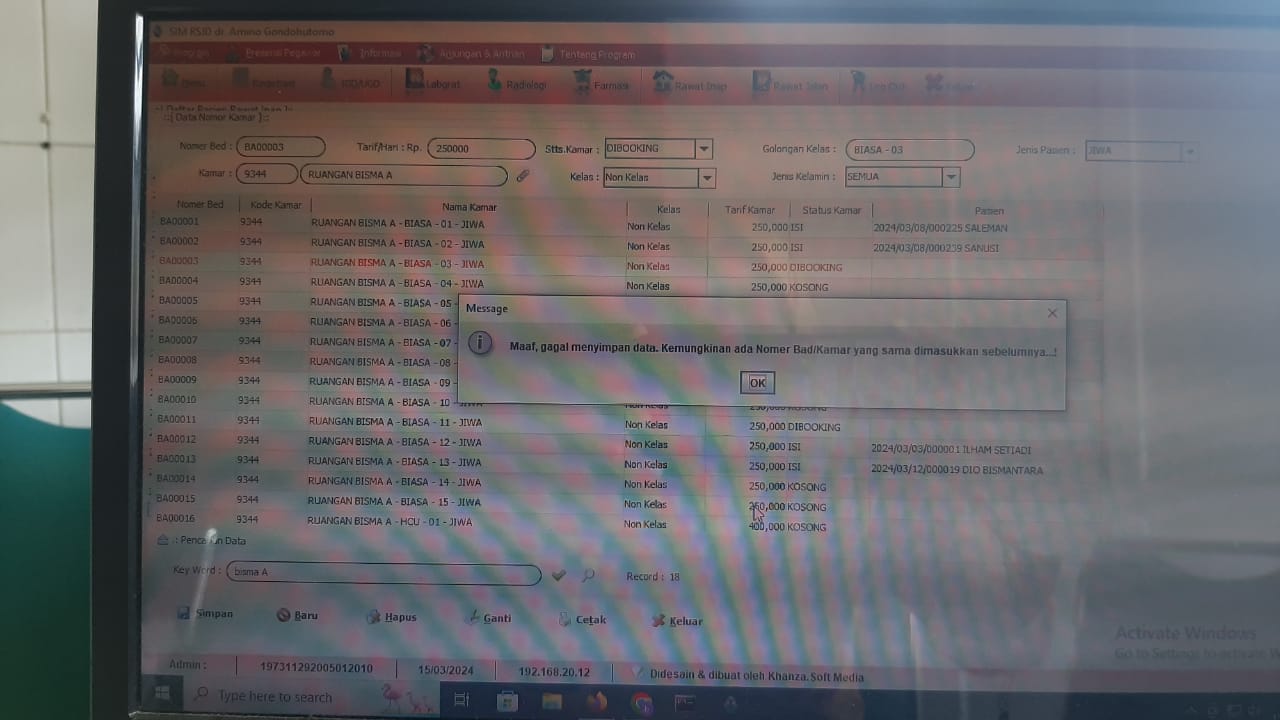 SIM RSJD dr. Amino Gondohutomo
Program Presensi Pegawai Informasi Anjungan & Antrian Tentang Program
Menu IGD/UGD Laborat Radiologi Farmasi Rawat Inap Rawat Jalan Log Out
::[ Data Nomor Kamar ]::
Nomer Bed : BA00003 Tarif/Hari : Rp. 250000 Stts.Kamar : DIBOOKING Golongan Kelas : BIASA - 03 Jenis Pasien : JIWA
Kamar : 9344 RUANGAN BISMA A Kelas : Non Kelas Jenis Kelamin : SEMUA
Nomer Bed Kode Kamar Nama Kamar Kelas Tarif Kamar Status Kamar Pasien
BA00001 9344 RUANGAN BISMA A - BIASA - 01 - JIWA Non Kelas 250,000 ISI 2024/03/08/000225 SALEMAN
BA00002 9344 RUANGAN BISMA A - BIASA - 02 - JIWA Non Kelas 250,000 ISI 2024/03/08/000239 SANUSI
BA00003 9344 RUANGAN BISMA A - BIASA - 03 - JIWA Non Kelas 250,000 DIBOOKING
BA00004 9344 RUANGAN BISMA A - BIASA - 04 - JIWA Non Kelas 250,000 KOSONG
BA00005 9344 RUANGAN BISMA A - BIASA - 05 -
BA00006 9344 RUANGAN BISMA A - BIASA - 06 -
BA00007 9344 RUANGAN BISMA A - BIASA - 07 -
BA00008 9344 RUANGAN BISMA A - BIASA - 08 -
BA00009 9344 RUANGAN BISMA A - BIASA - 09 -
BA00010 9344 RUANGAN BISMA A - BIASA - 10 - JIWA Non Kelas 250,000 KOSONG
Message
Maaf, gagal menyimpan data. Kemungkinan ada Nomer Bad/Kamar yang sama dimasukkan sebelumnya...!
OK
BA00011 9344 RUANGAN BISMA A - BIASA - 11 - JIWA Non Kelas 250,000 DIBOOKING
BA00012 9344 RUANGAN BISMA A - BIASA - 12 - JIWA Non Kelas 250,000 ISI 2024/03/03/000001 ILHAM SETIADI
BA00013 9344 RUANGAN BISMA A - BIASA - 13 - JIWA Non Kelas 250,000 ISI 2024/03/12/000019 DIO BISMANTARA
BA00014 9344 RUANGAN BISMA A - BIASA - 14 - JIWA Non Kelas 250,000 KOSONG
BA00015 9344 RUANGAN BISMA A - BIASA - 15 - JIWA Non Kelas 250,000 KOSONG
BA00016 9344 RUANGAN BISMA A - HCU - 01 - JIWA Non Kelas 400,000 KOSONG
.: Pencarian Data
Key Word : bisma A Record : 18
Simpan Baru Hapus Ganti Cetak Keluar
Activate Windows
Go to Settings to activate
Admin : 197311292005012010 15/03/2024 192.168.20.12 Didesain & dibuat oleh Khanza.Soft Media
Type here to search